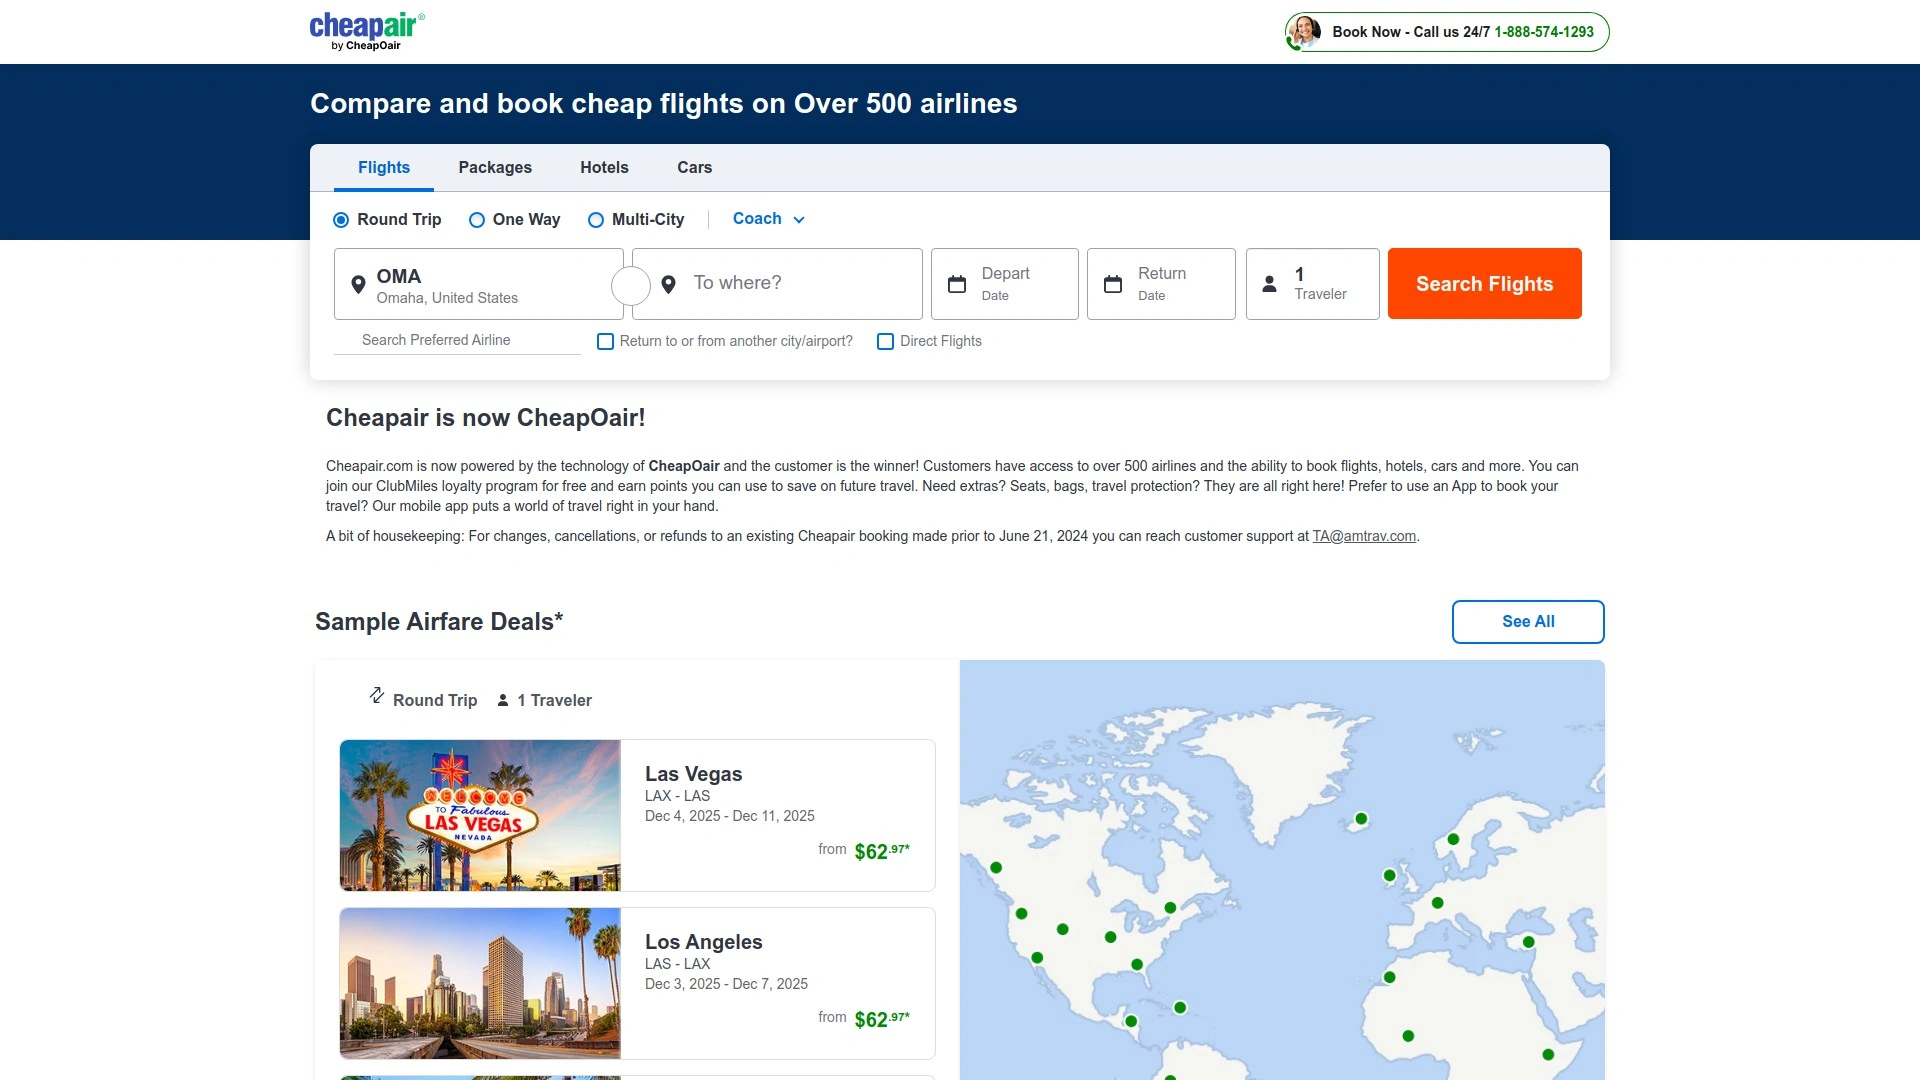 cheapair®
by CheapOair
Book Now - Call us 24/7 1-888-574-1293
Compare and book cheap flights on Over 500 airlines
Flights Packages Hotels Cars
Round Trip One Way Multi-City Coach
OMA
Omaha, United States
To where?
Depart
Date
Return
Date
1
Traveler
Search Flights
Search Preferred Airline
Return to or from another city/airport?
Direct Flights
Cheapair is now CheapOair!
Cheapair.com is now powered by the technology of CheapOair and the customer is the winner! Customers have access to over 500 airlines and the ability to book flights, hotels, cars and more. You can
join our ClubMiles loyalty program for free and earn points you can use to save on future travel. Need extras? Seats, bags, travel protection? They are all right here! Prefer to use an App to book your
travel? Our mobile app puts a world of travel right in your hand.
A bit of housekeeping: For changes, cancellations, or refunds to an existing Cheapair booking made prior to June 21, 2024 you can reach customer support at TA@amtrav.com.
Sample Airfare Deals*
See All
Round Trip 1 Traveler
WELCOME
TO Fabulous
LAS VEGAS
NEVADA
Las Vegas
LAX - LAS
Dec 4, 2025 - Dec 11, 2025
from $62.97*
Los Angeles
LAS - LAX
Dec 3, 2025 - Dec 7, 2025
from $62.97*